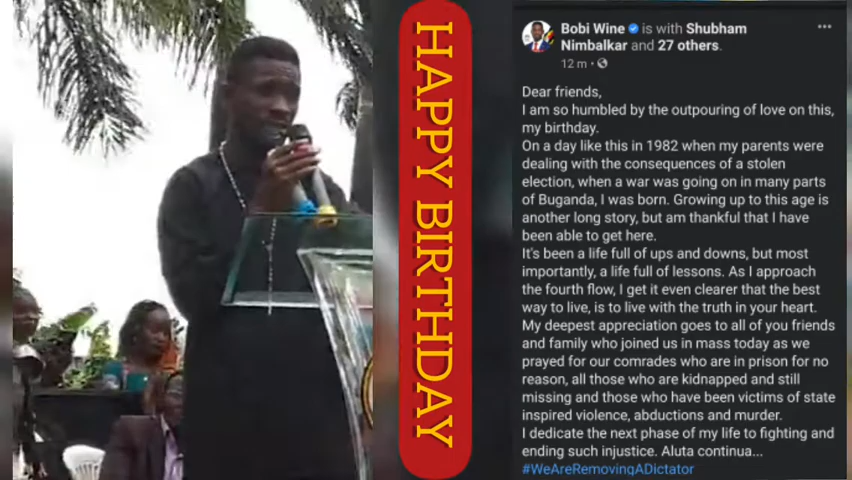 HAPPY BIRTHDAY
Bobi Wine is with Shubham
Nimbalkar and 27 others.
12 m •
Dear friends,
I am so humbled by the outpouring of love on this,
my birthday.
On a day like this in 1982 when my parents were
dealing with the consequences of a stolen
election, when a war was going on in many parts
of Buganda, I was born. Growing up to this age is
another long story, but am thankful that I have
been able to get here.
It's been a life full of ups and downs, but most
importantly, a life full of lessons. As I approach
the fourth flow, I get it even clearer that the best
way to live, is to live with the truth in your heart.
My deepest appreciation goes to all of you friends
and family who joined us in mass today as we
prayed for our comrades who are in prison for no
reason, all those who are kidnapped and still
missing and those who have been victims of state
inspired violence, abductions and murder.
I dedicate the next phase of my life to fighting and
ending such injustice. Aluta continua...
#WeAreRemovingADictator